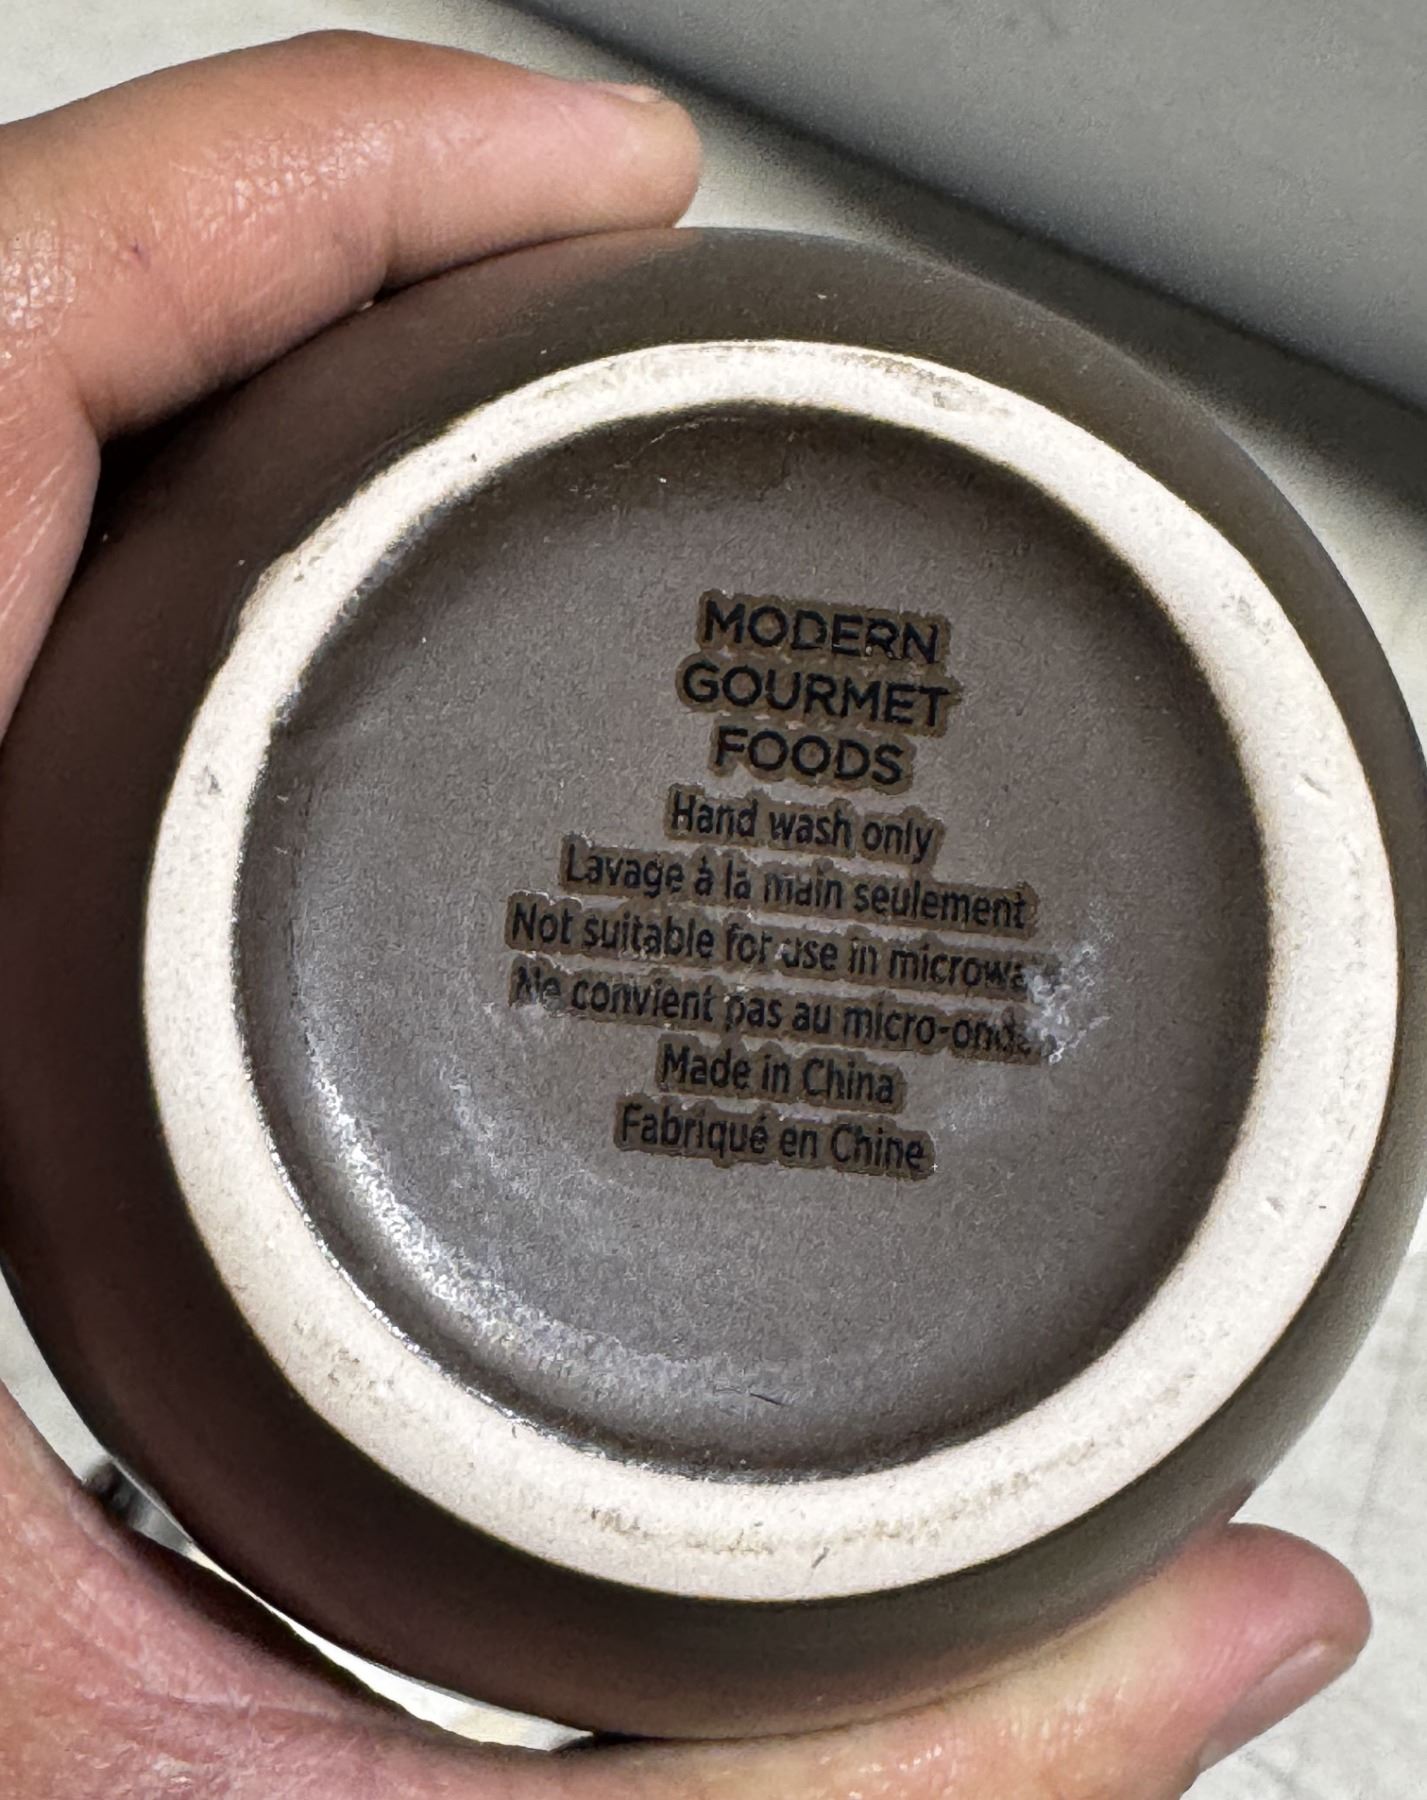 MODERN
GOURMET
FOODS
Hand wash only
Lavage à la main seulement
Not suitable for use in
Ne convient pas au
Made in China
Fabriqué en Chine